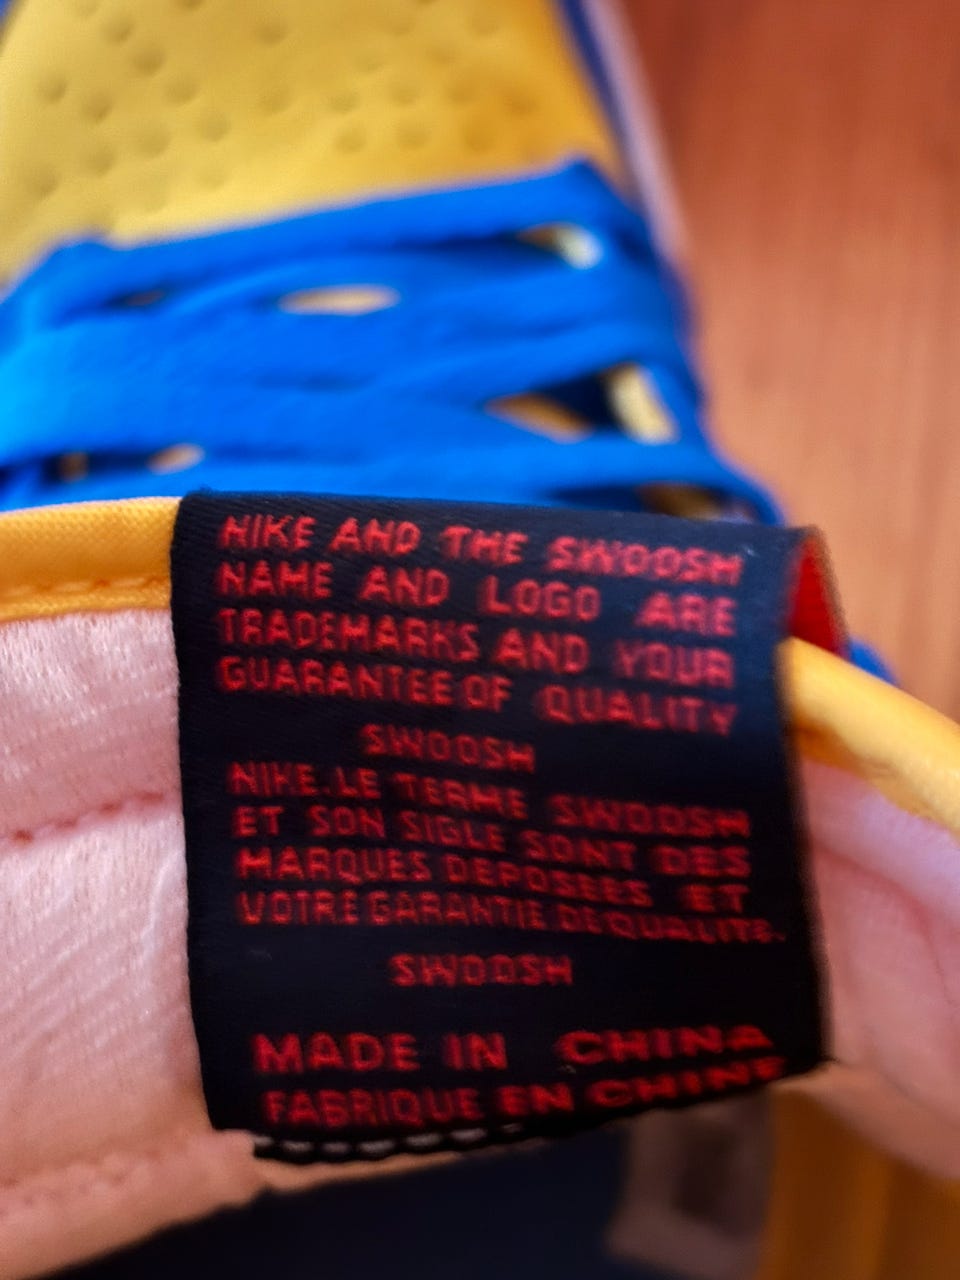 NIKE AND THE SWOOSH
NAME AND LOGO ARE
TRADEMARKS AND YOUR
GUARANTEE OF QUALITY
SWOOSH
NIKE. LE TERME SWOOSH
ET SON SIGLE SONT DES
MARQUES DEPOSEES ET
VOTRE GARANTIE DE QUALITE.
SWOOSH
MADE IN CHINA
FABRIQUE EN CHINE